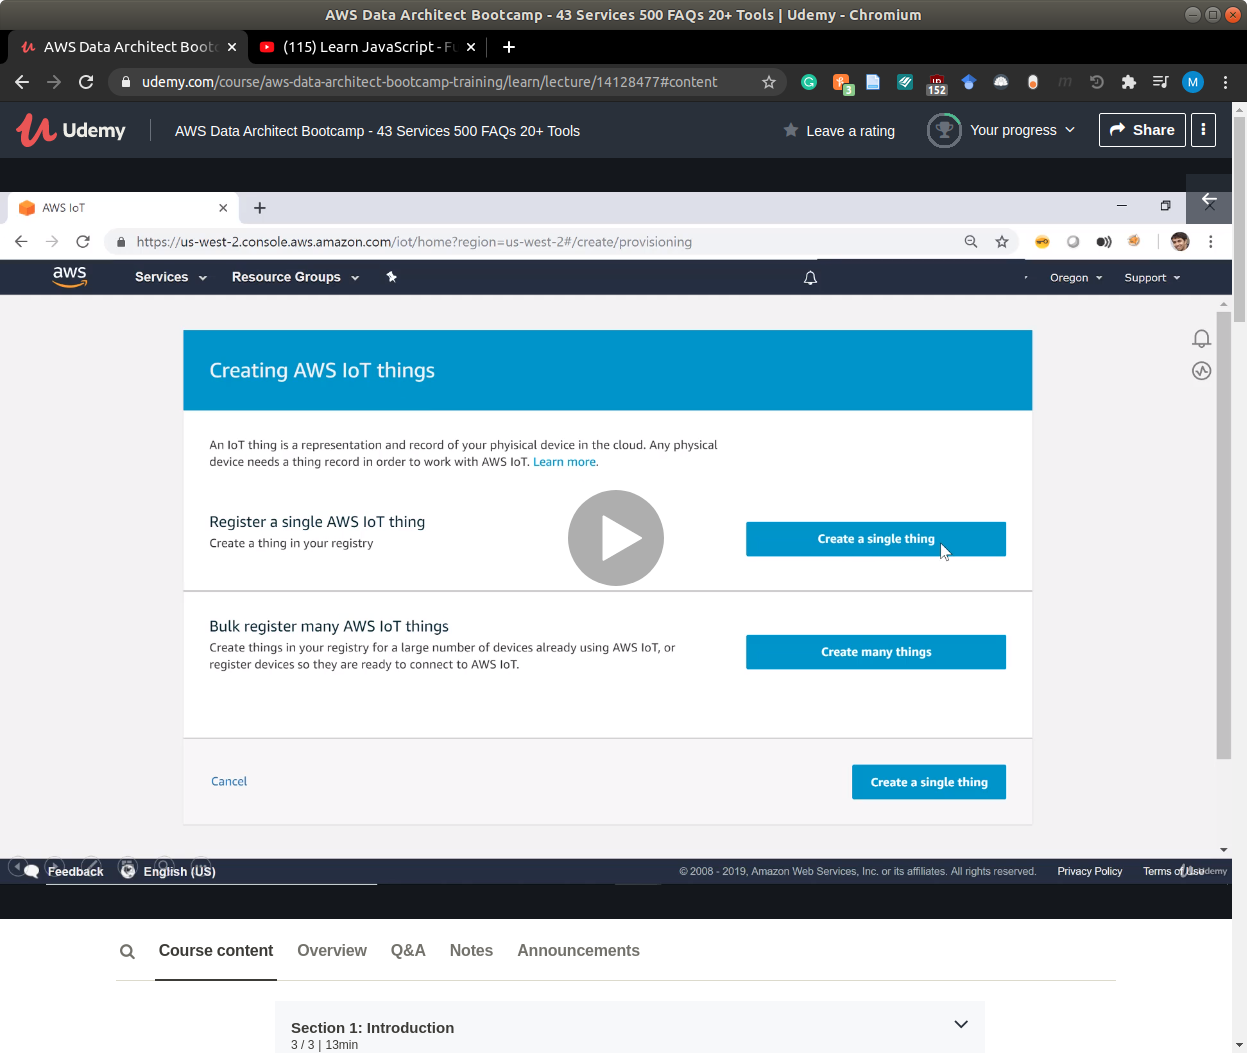 AWS Data Architect Bootcamp - 43 Services 500 FAQs 20+ Tools | Udemy - Chromium
AWS Data Architect Bootc
(115) Learn JavaScript - Fu
udemy.com/course/aws-data-architect-bootcamp-training/learn/lecture/14128477#content
3
152
M
Udemy
AWS Data Architect Bootcamp - 43 Services 500 FAQs 20+ Tools
Leave a rating
Your progress
Share
AWS IoT
https://us-west-2.console.aws.amazon.com/iot/home?region=us-west-2#/create/provisioning
aws
Services
Resource Groups
Oregon
Support
Creating AWS IoT things
An IoT thing is a representation and record of your phyisical device in the cloud. Any physical
device needs a thing record in order to work with AWS IoT. Learn more.
Register a single AWS IoT thing
Create a thing in your registry
Create a single thing
Bulk register many AWS IoT things
Create things in your registry for a large number of devices already using AWS IoT, or
register devices so they are ready to connect to AWS IoT.
Create many things
Cancel
Create a single thing
Feedback
English (US)
© 2008 - 2019, Amazon Web Services, Inc. or its affiliates. All rights reserved.
Privacy Policy
Terms of Use
Udemy
Course content
Overview
Q&A
Notes
Announcements
Section 1: Introduction
3 / 3 | 13min